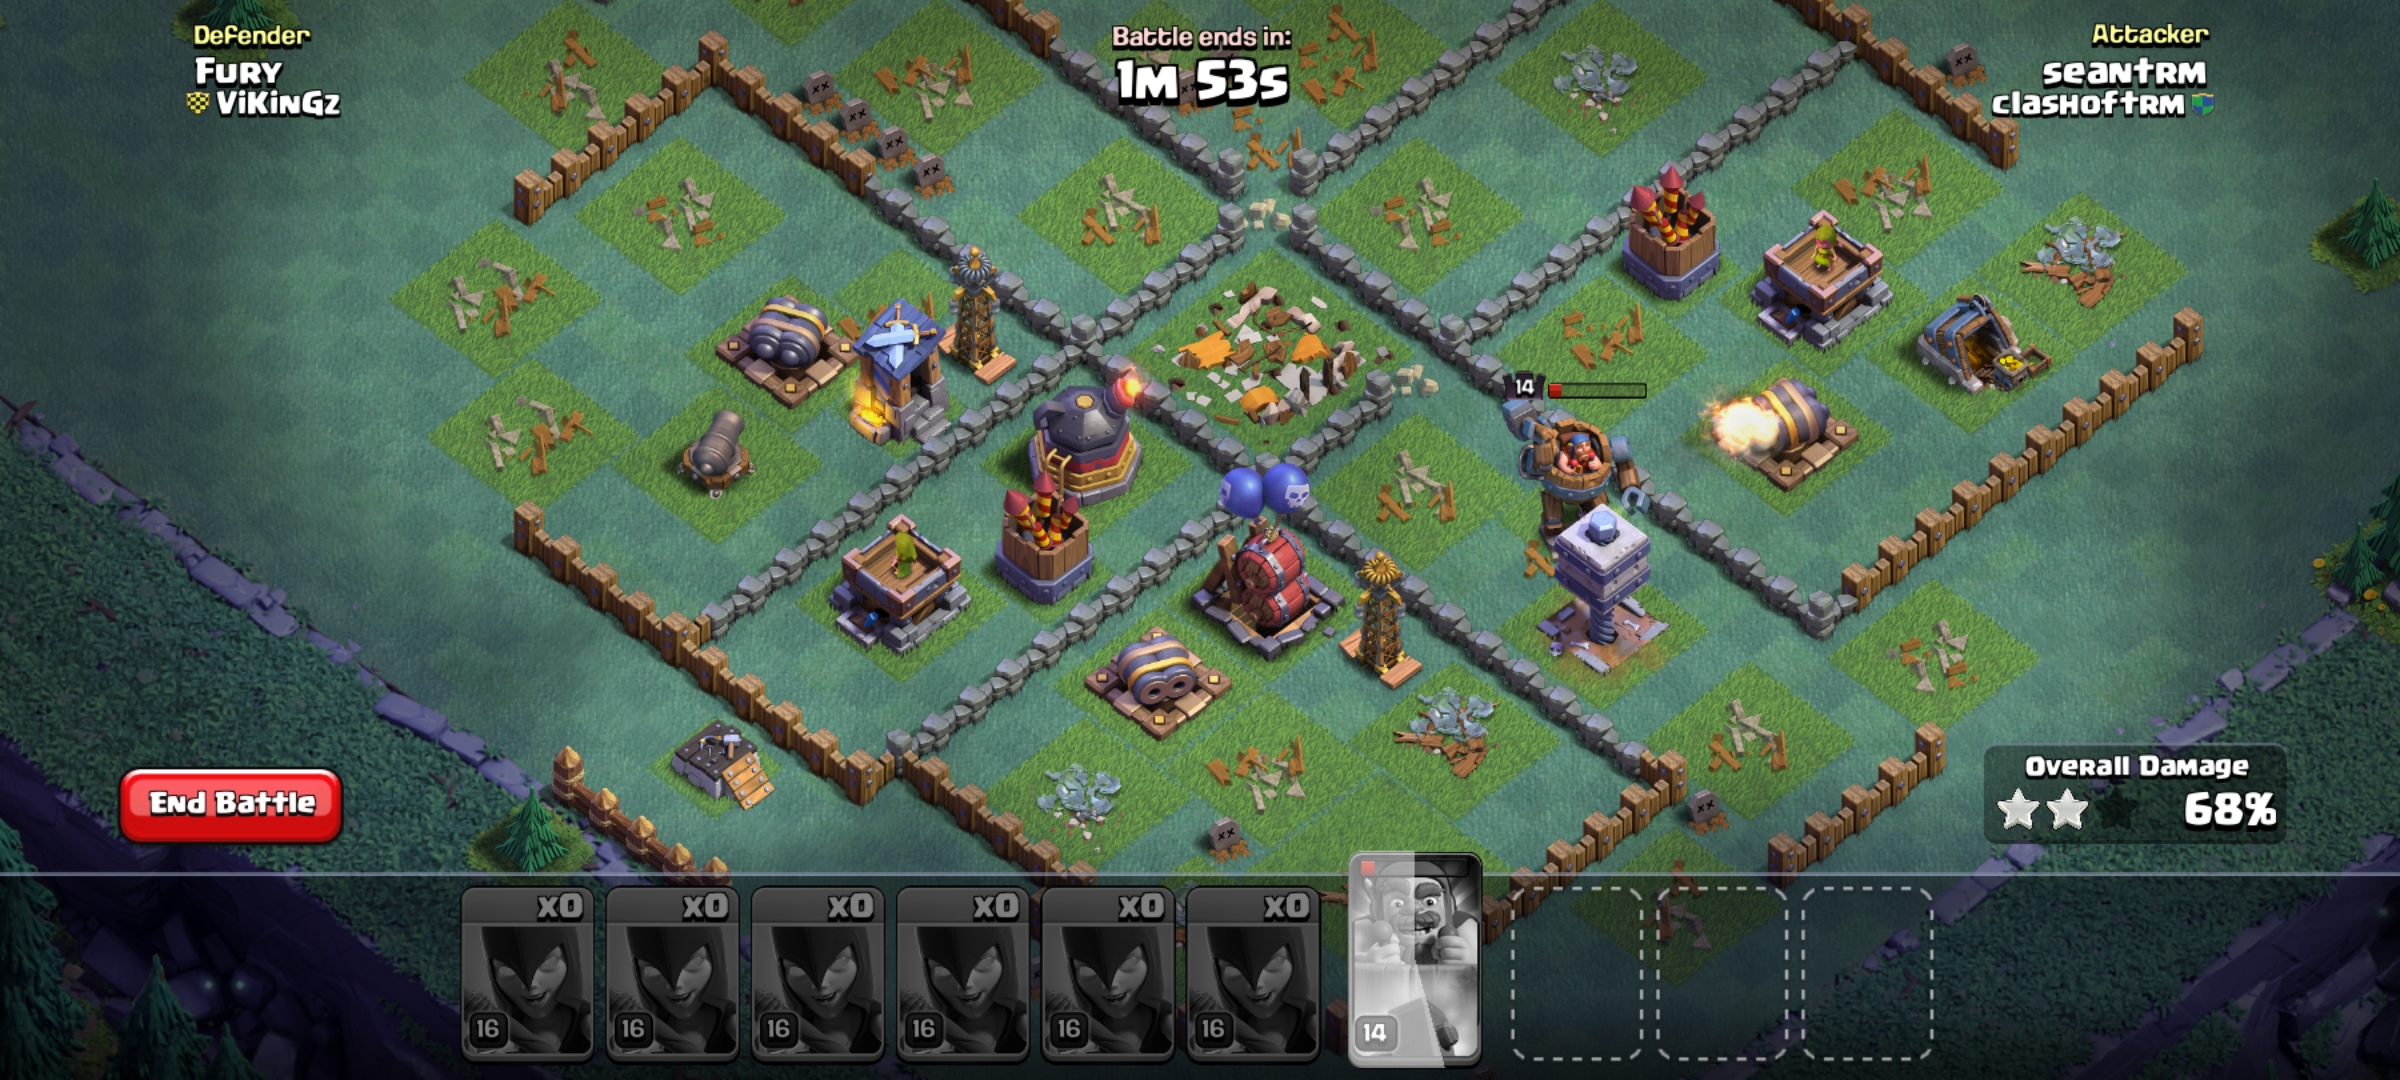 Defender
FURY
ViKinGz
Battle ends in:
1M 53s
Attacker
seantRM
clashoftRM
14
End Battle
Overall Damage
68%
x0
x0
x0
x0
x0
x0
16
16
16
16
16
16
14